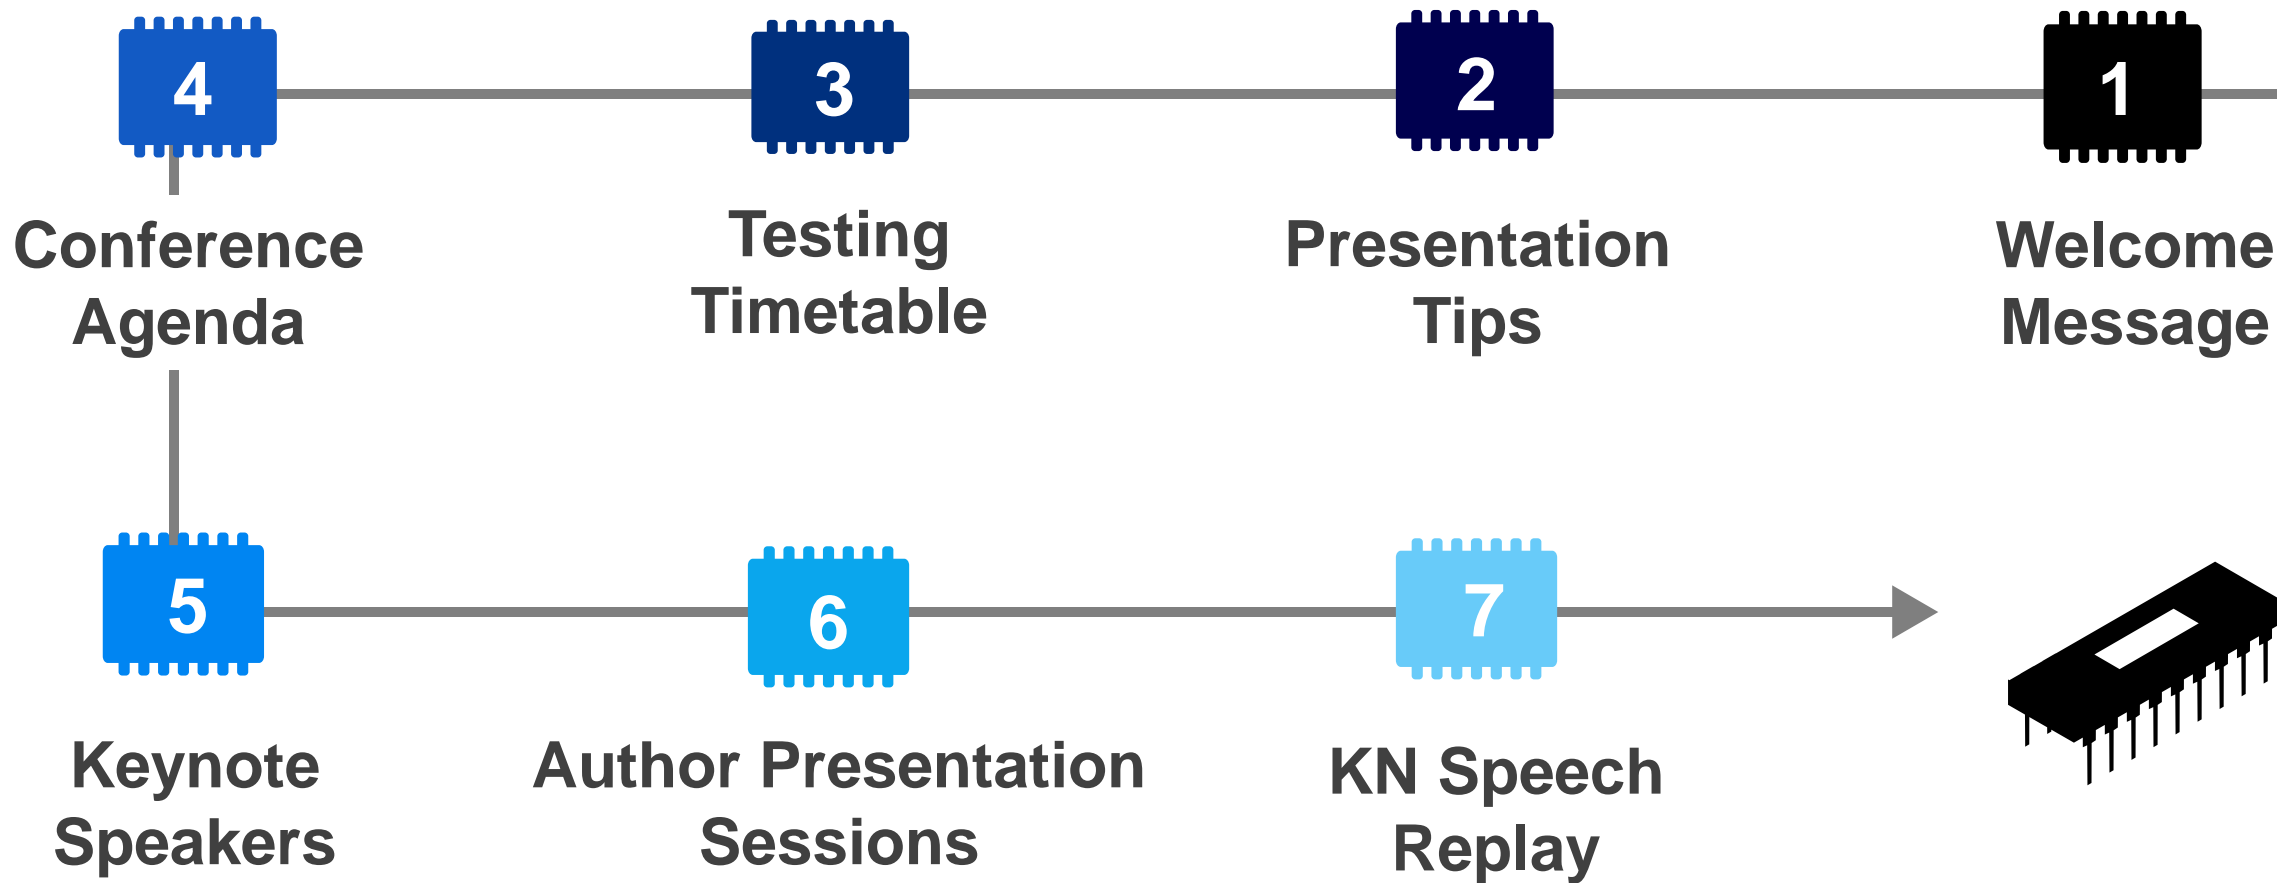 4
3
2
1
Conference
Agenda
Testing
Timetable
Presentation
Tips
Welcome
Message
5
6
7
Keynote
Speakers
Author Presentation
Sessions
KN Speech
Replay